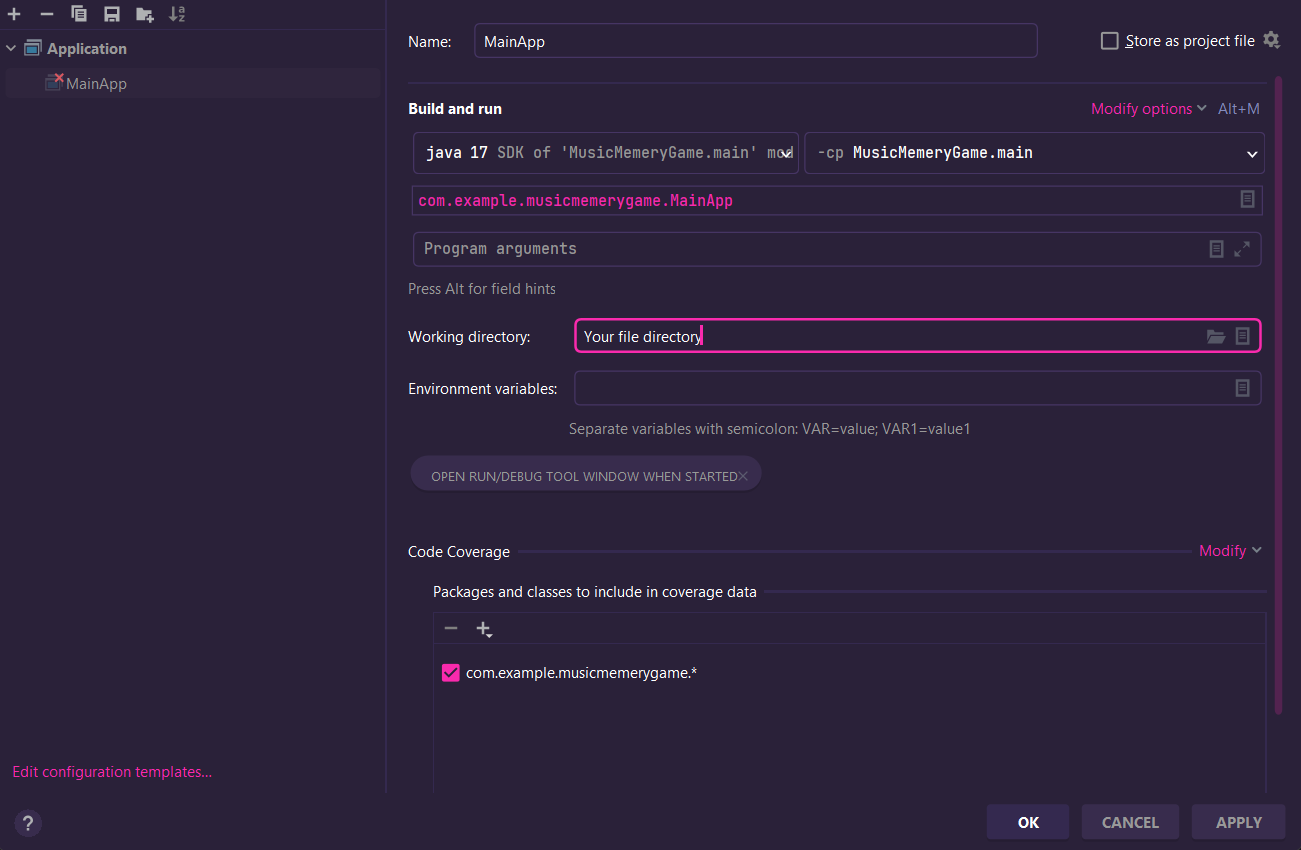 Application
MainApp
Edit configuration templates...
?
Name: MainApp Store as project file
Build and run Modify options Alt+M
java 17 SDK of 'MusicMemeryGame.main' mod -cp MusicMemeryGame.main
com.example.musicmemerygame.MainApp
Program arguments
Press Alt for field hints
Working directory: Your file directory
Environment variables:
Separate variables with semicolon: VAR=value; VAR1=value1
OPEN RUN/DEBUG TOOL WINDOW WHEN STARTED
Code Coverage Modify
Packages and classes to include in coverage data
com.example.musicmemerygame.*
OK CANCEL APPLY